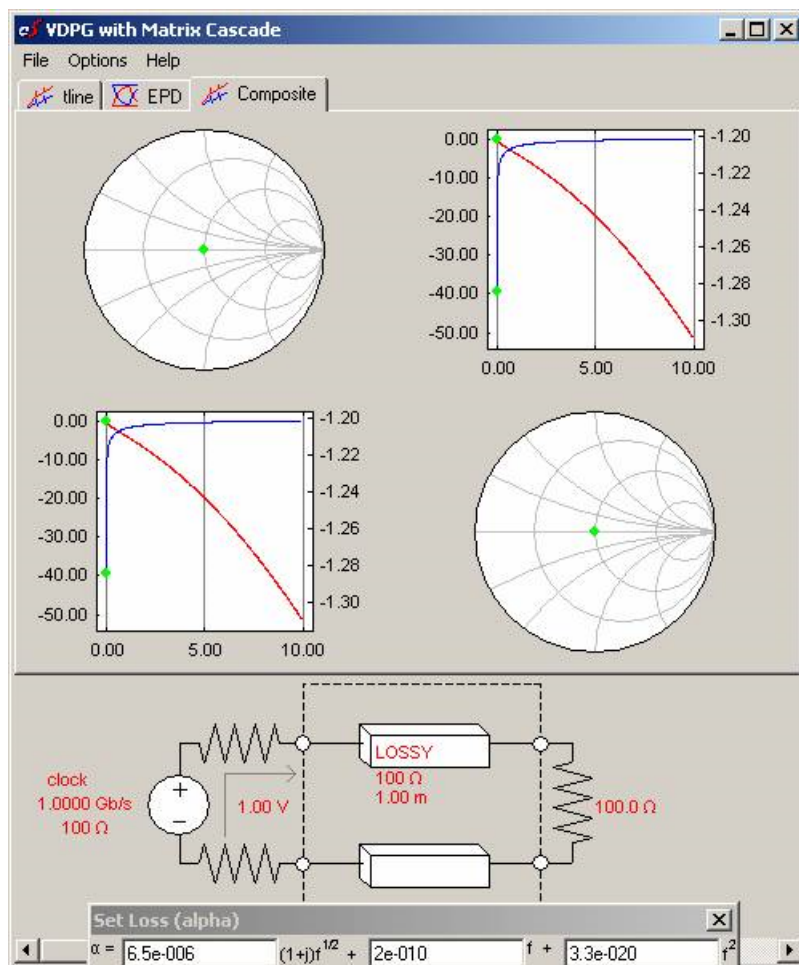 eS VDPG with Matrix Cascade
File Options Help
tline EPD Composite
0.00
-10.00
-20.00
-30.00
-40.00
-50.00
-1.20
-1.22
-1.24
-1.26
-1.28
-1.30
0.00 5.00 10.00
0.00
-10.00
-20.00
-30.00
-40.00
-50.00
-1.20
-1.22
-1.24
-1.26
-1.28
-1.30
0.00 5.00 10.00
clock
1.0000 Gb/s
100 Ω
+
−
1.00 V
LOSSY
100 Ω
1.00 m
100.0 Ω
Set Loss (alpha)
α = 6.5e-006 (1+j)f^1/2 + 2e-010 f + 3.3e-020 f^2